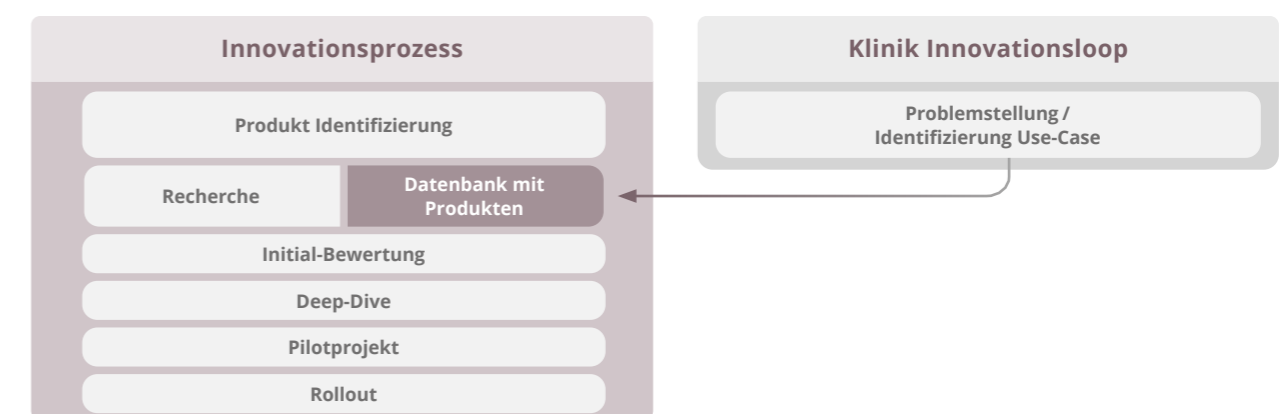 Innovationsprozess
Produkt Identifizierung
Recherche
Datenbank mit
Produkten
Initial-Bewertung
Deep-Dive
Pilotprojekt
Rollout
Klinik Innovationsloop
Problemstellung /
Identifizierung Use-Case